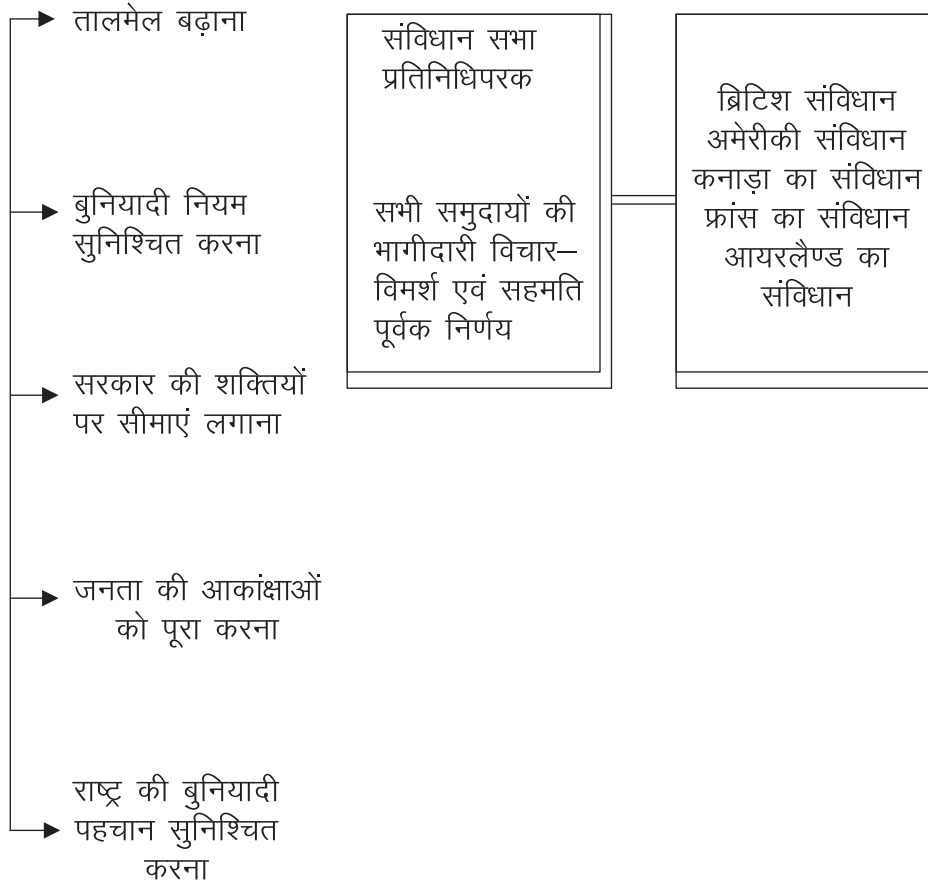 तालमेल बढ़ाना
बुनियादी नियम
सुनिश्चित करना
सरकार की शक्तियों
पर सीमाएं लगाना
जनता की आकांक्षाओं
को पूरा करना
राष्ट्र की बुनियादी
पहचान सुनिश्चित
करना
संविधान सभा
प्रतिनिधिपरक
सभी समुदायों की
भागीदारी विचार–
विमर्श एवं सहमति
पूर्वक निर्णय
ब्रिटिश संविधान
अमेरीकी संविधान
कनाड़ा का संविधान
फ्रांस का संविधान
आयरलैण्ड का
संविधान